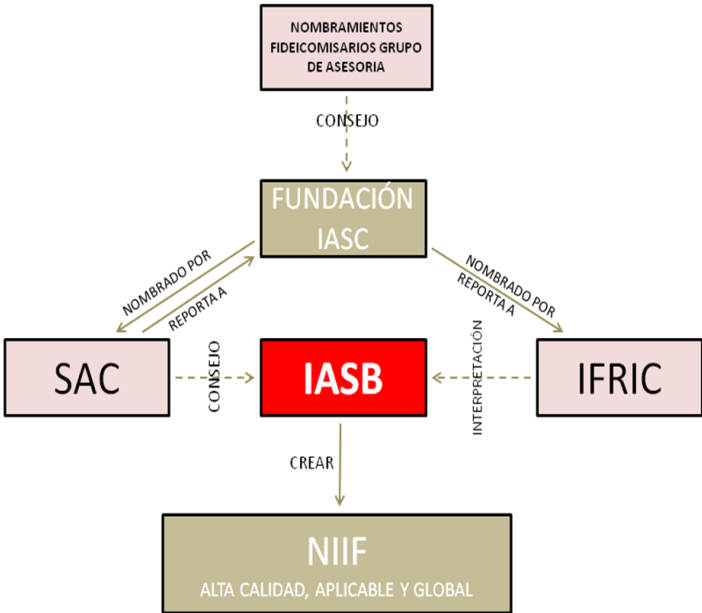 NOMBRAMIENTOS
FIDEICOMISARIOS GRUPO
DE ASESORIA
CONSEJO
FUNDACIÓN
IASC
NOMBRADO POR
REPORTA A
NOMBRADO POR
REPORTA A
SAC
CONSEJO
IASB
INTERPRETACIÓN
IFRIC
CREAR
NIIF
ALTA CALIDAD, APLICABLE Y GLOBAL